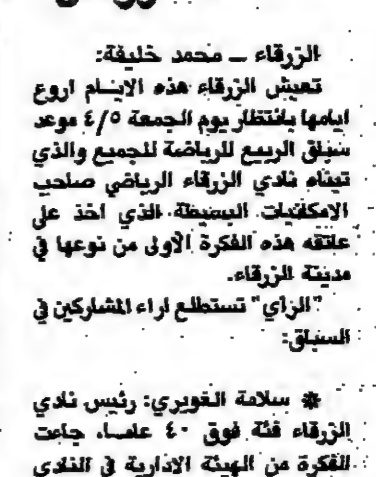 الزرقاء – محمد خليفة:
تعيش الزرقاء هذه الايام اروع
ايامها بانتظار يوم الجمعة ٤/٥ موعد
سباق الربيع للرياضة للجميع والذي
تبناه نادي الزرقاء الرياضي صاحب
الامكانيات البسيطة الذي اخذ على
عاتقه هذه الفكرة الاولى من نوعها في
مدينة الزرقاء.
"الرأي" تستطلع اراء المشاركين في
السباق:
* سلامة الغويري: رئيس نادي
الزرقاء فئة فوق ٤٠ عاما، جاءت
الفكرة من الهيئة الادارية في النادي